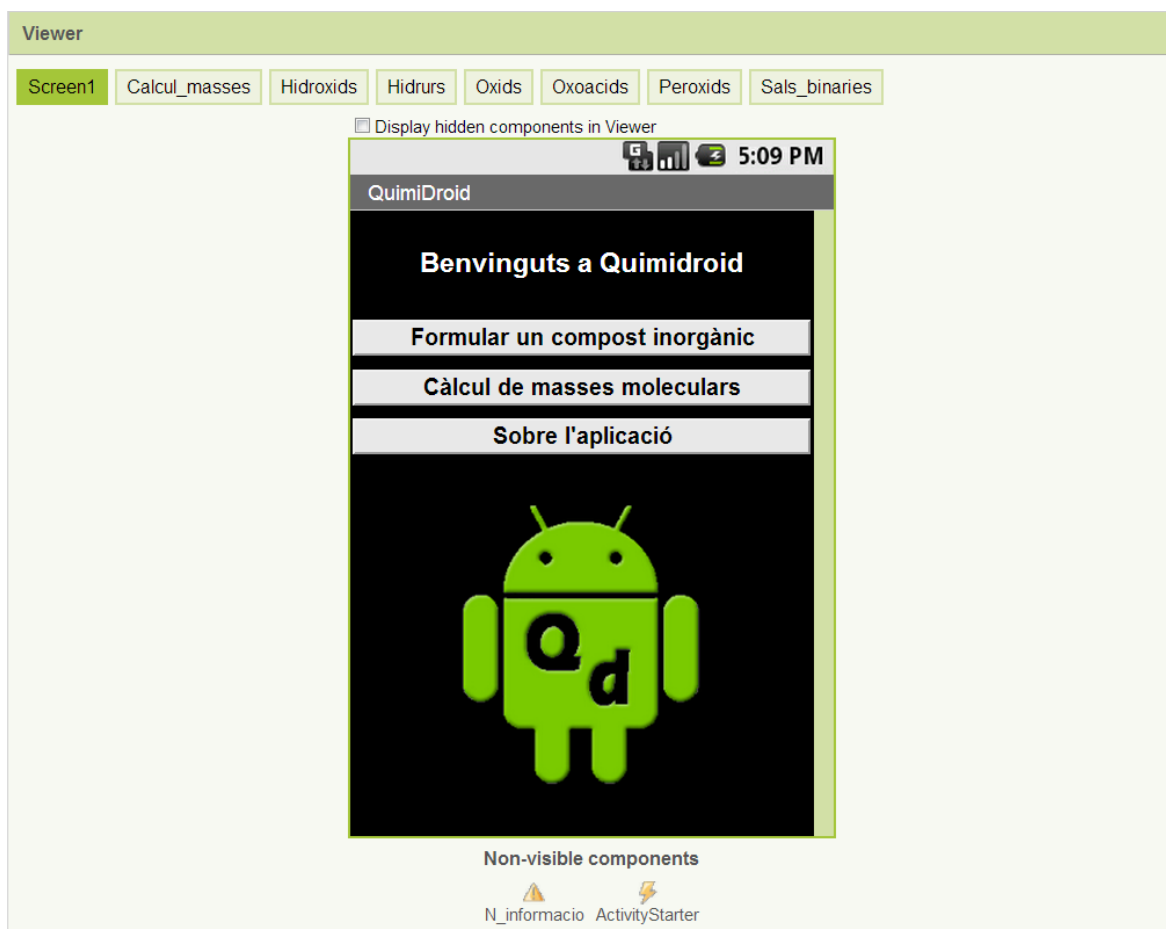 Viewer
Screen1 Calcul_masses Hidroxids Hidrurs Oxids Oxoacids Peroxids Sals_binaries
Display hidden components in Viewer
G 5:09 PM
QuimiDroid
Benvinguts a Quimidroid
Formular un compost inorgànic
Càlcul de masses moleculars
Sobre l'aplicació
Q d
Non-visible components
N_informacio ActivityStarter